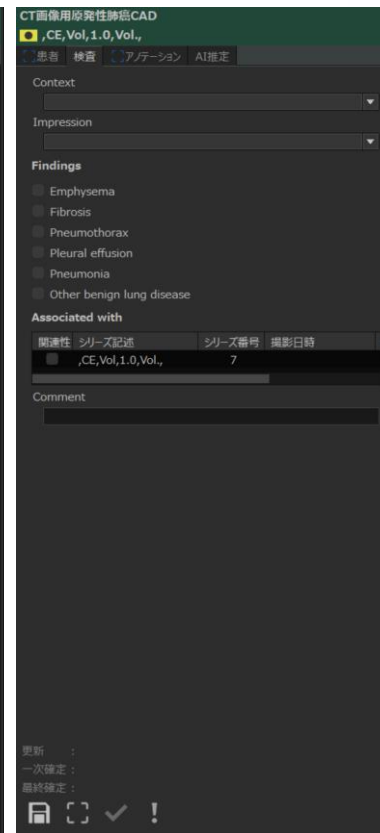 CT画像用原発性肺癌CAD
,CE,Vol,1.0,Vol.,
患者 検査 アノテーション AI推定
Context
Impression
Findings
Emphysema
Fibrosis
Pneumothorax
Pleural effusion
Pneumonia
Other benign lung disease
Associated with
関連性 シリーズ記述 シリーズ番号 撮影日時
,CE,Vol,1.0,Vol., 7
Comment
更新 :
一次確定 :
最終確定 :